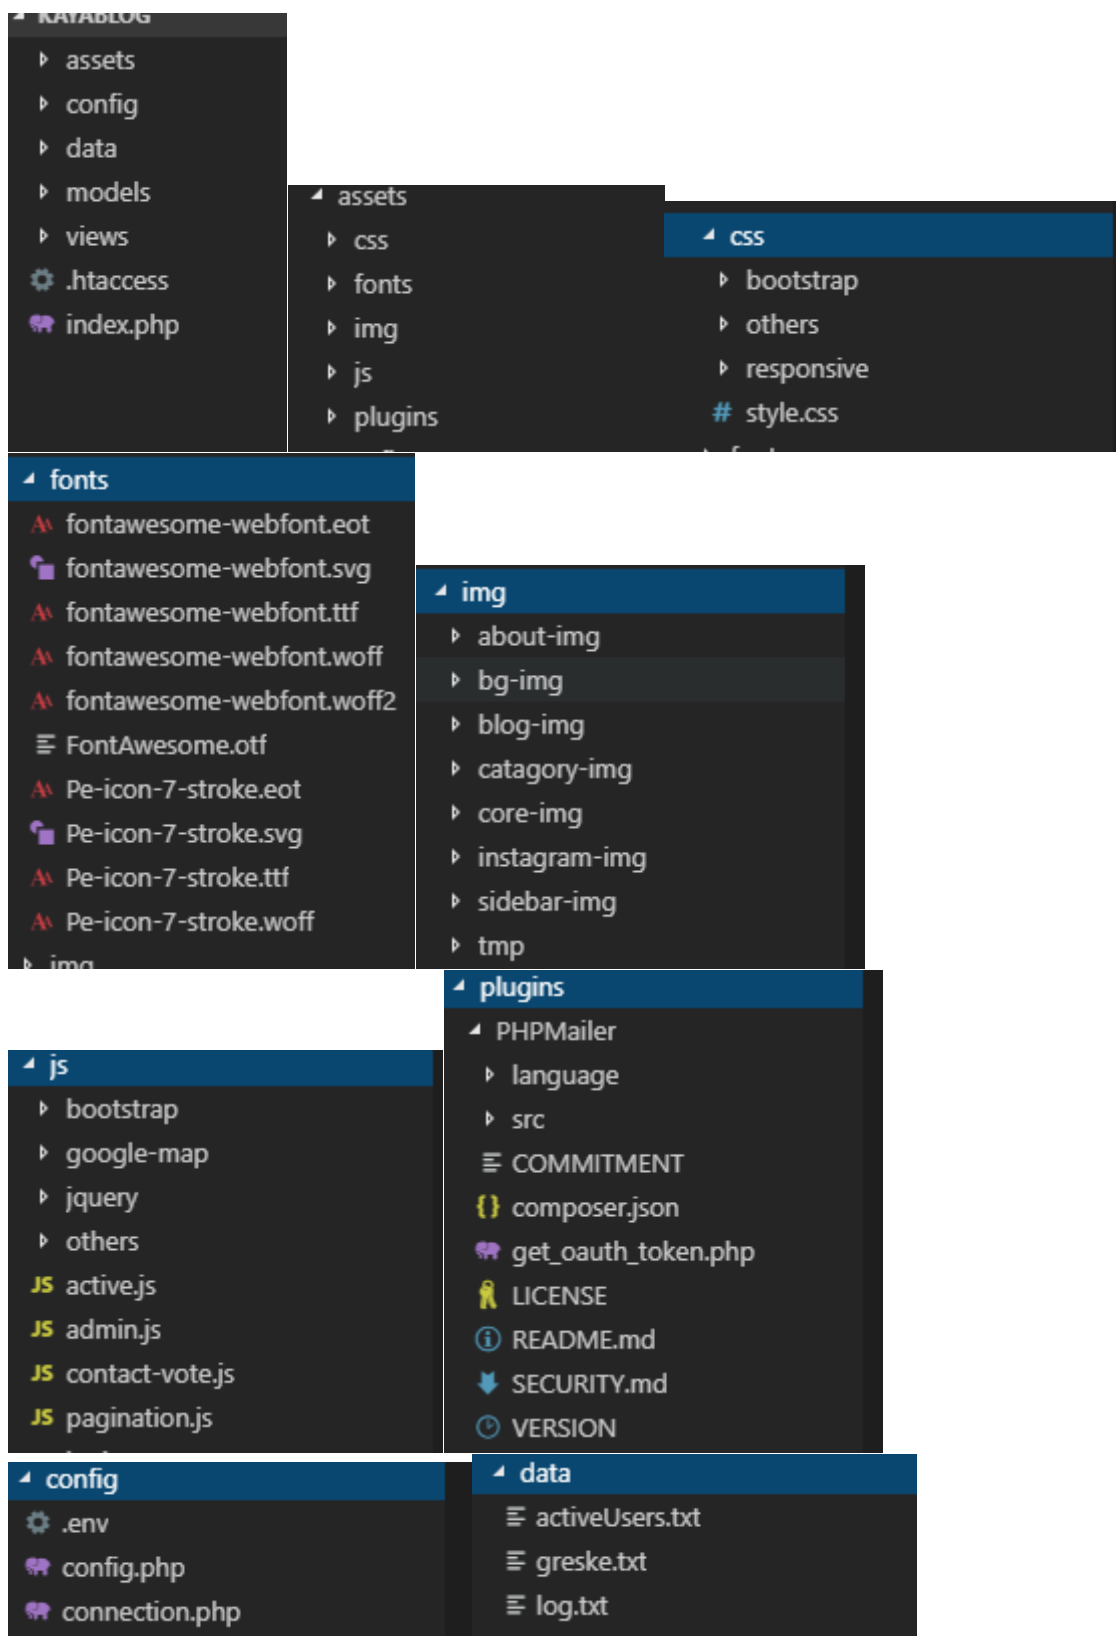 KAYABLOG
assets
config
data
models
views
.htaccess
index.php
assets
css
fonts
img
js
plugins
css
bootstrap
others
responsive
style.css
fonts
fontawesome-webfont.eot
fontawesome-webfont.svg
fontawesome-webfont.ttf
fontawesome-webfont.woff
fontawesome-webfont.woff2
FontAwesome.otf
Pe-icon-7-stroke.eot
Pe-icon-7-stroke.svg
Pe-icon-7-stroke.ttf
Pe-icon-7-stroke.woff
img
img
about-img
bg-img
blog-img
catagory-img
core-img
instagram-img
sidebar-img
tmp
js
bootstrap
google-map
jquery
others
JS active.js
JS admin.js
JS contact-vote.js
JS pagination.js
plugins
PHPMailer
language
src
COMMITMENT
composer.json
get_oauth_token.php
LICENSE
README.md
SECURITY.md
VERSION
config
.env
config.php
connection.php
data
activeUsers.txt
greske.txt
log.txt